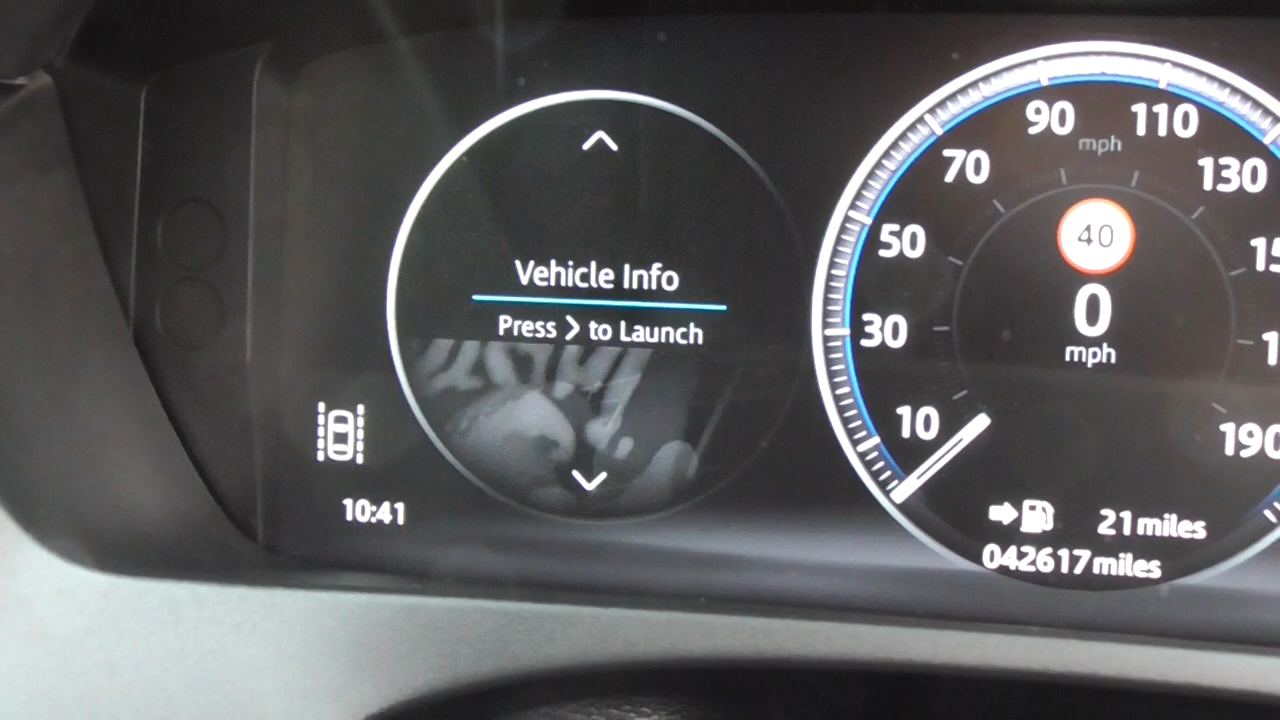 Vehicle Info
Press > to Launch
10:41
10
30
50
70
90
110
130
190
mph
40
0
mph
21 miles
042617 miles